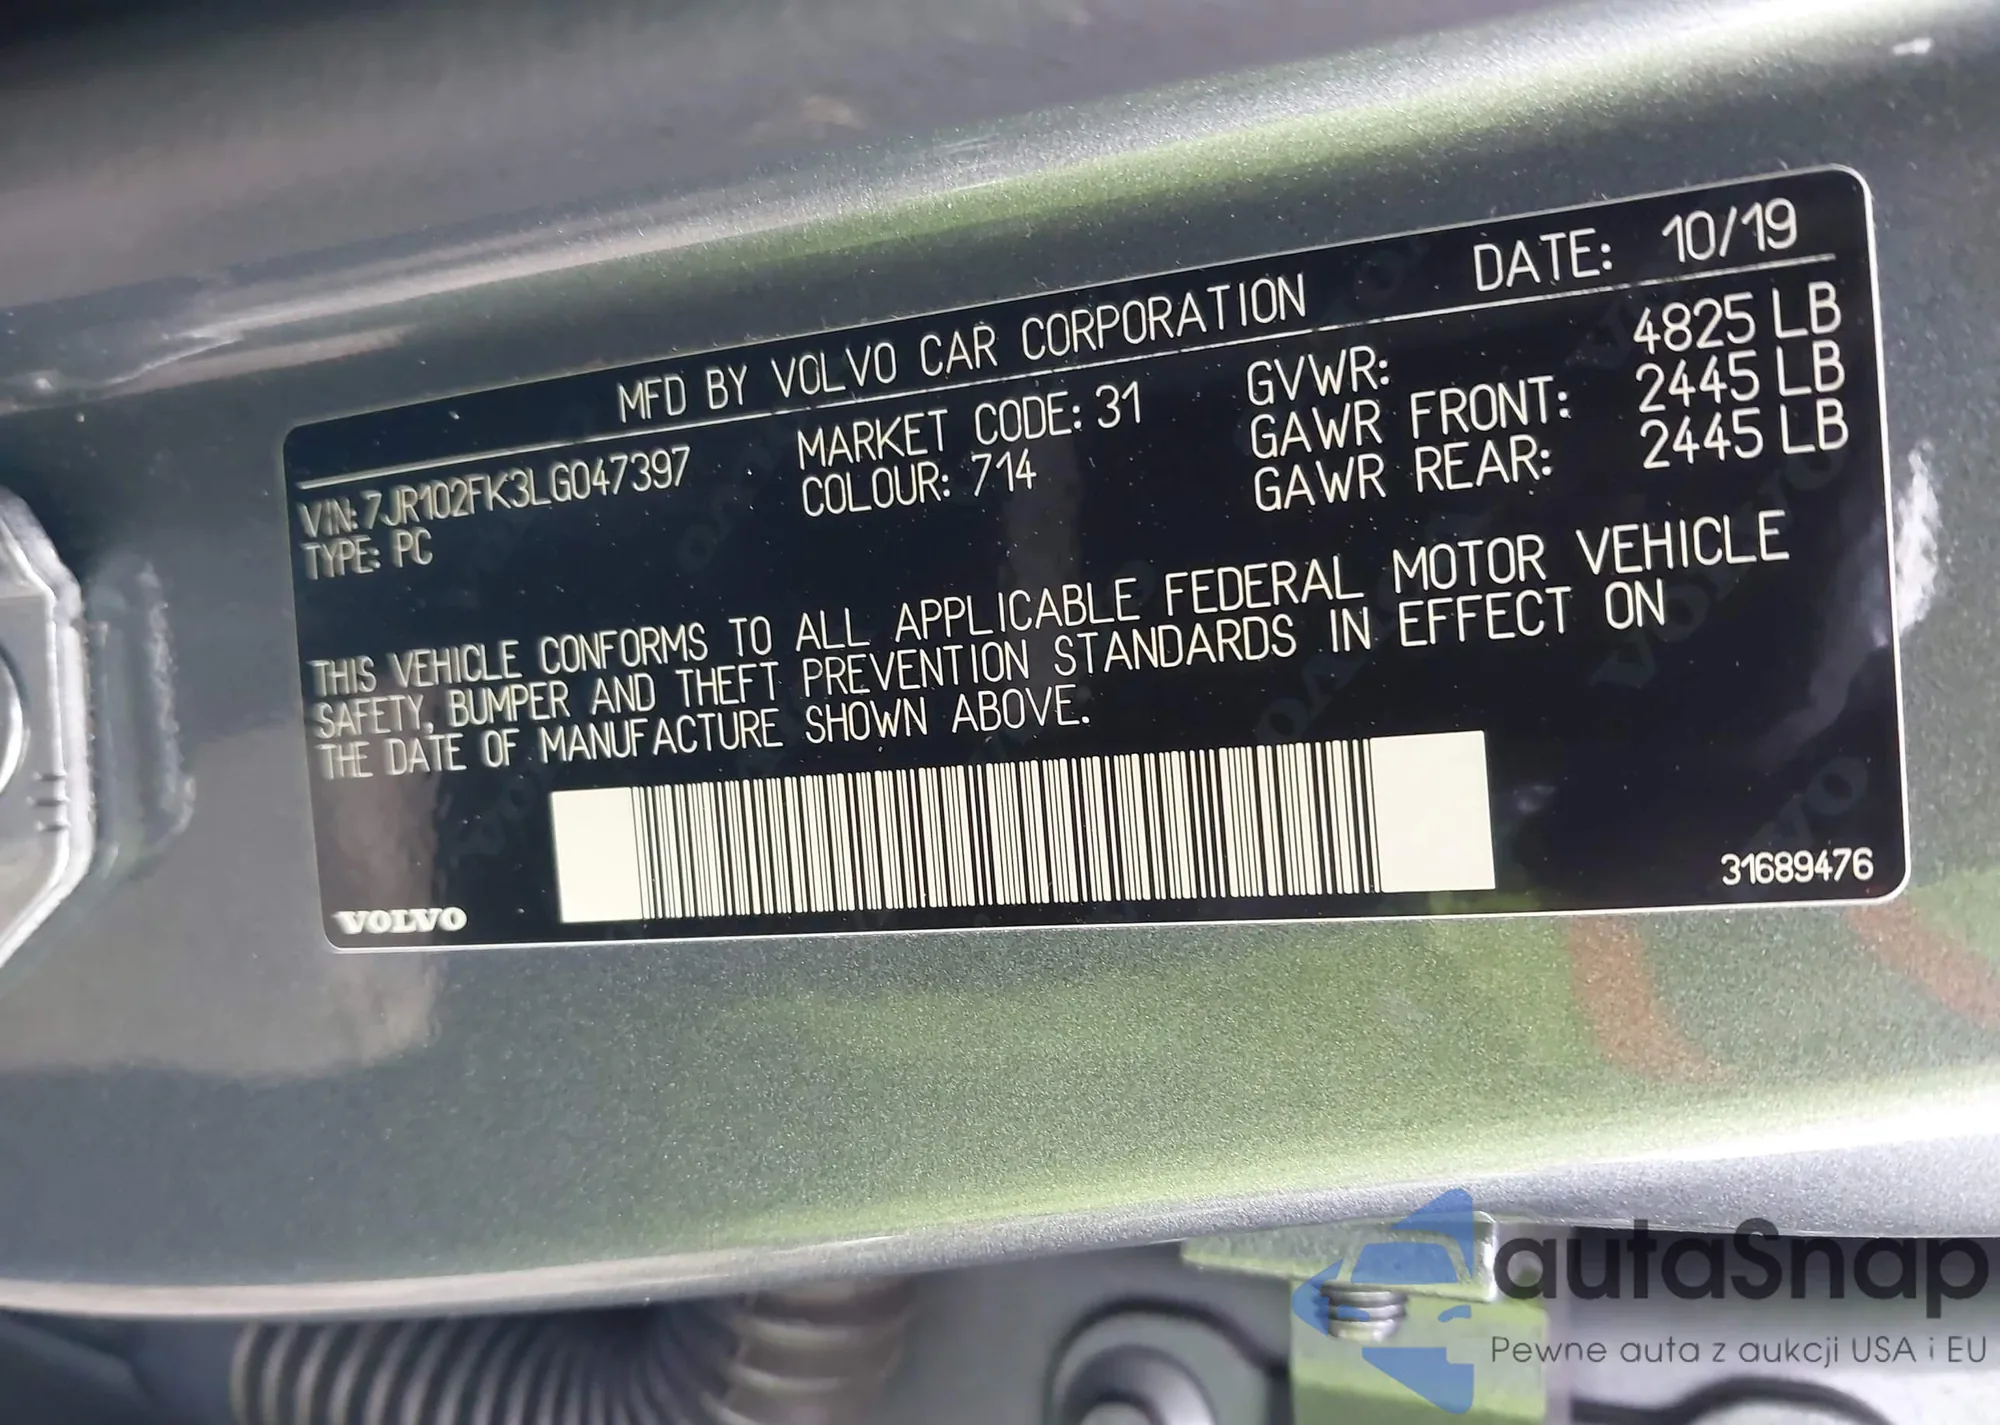 MFD BY VOLVO CAR CORPORATION DATE: 10/19
VIN: 7JR102FK3LG047397 MARKET CODE: 31 GVWR: 4825 LB
TYPE: PC COLOUR: 714 GAWR FRONT: 2445 LB
GAWR REAR: 2445 LB
THIS VEHICLE CONFORMS TO ALL APPLICABLE FEDERAL MOTOR VEHICLE
SAFETY, BUMPER AND THEFT PREVENTION STANDARDS IN EFFECT ON
THE DATE OF MANUFACTURE SHOWN ABOVE.
VOLVO
31689476
autaSnap
Pewne auta z aukcji USA i EU